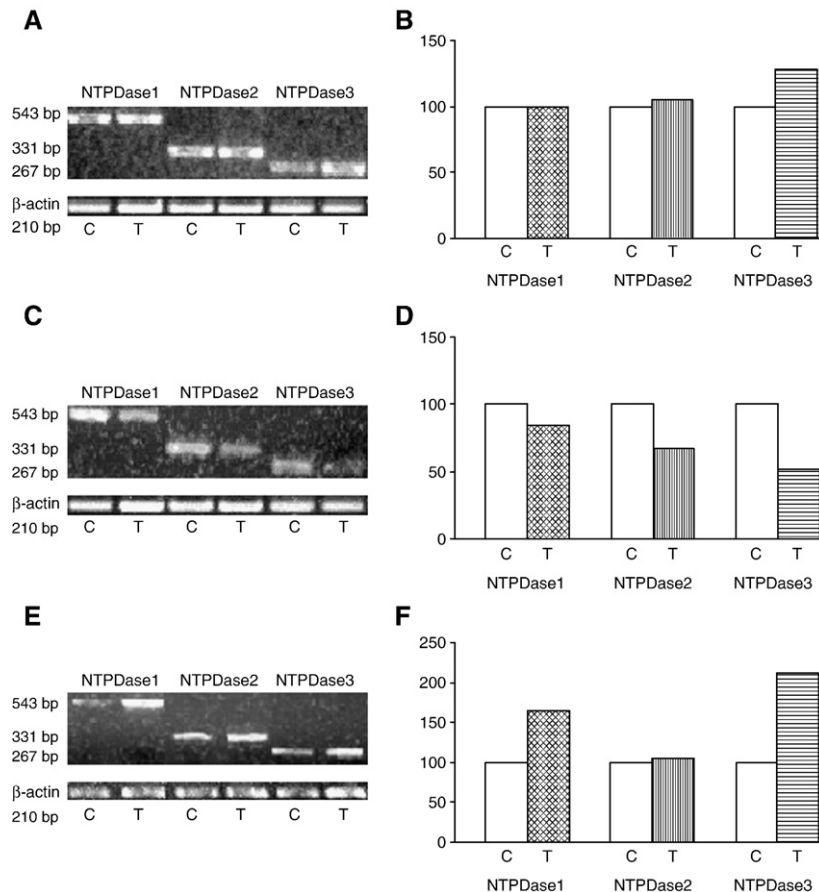 A
NTPDase1 NTPDase2 NTPDase3
543 bp
331 bp
267 bp
β-actin
210 bp C T C T C T
B
150
100
50
0
C T C T C T
NTPDase1 NTPDase2 NTPDase3
C
NTPDase1 NTPDase2 NTPDase3
543 bp
331 bp
267 bp
β-actin
210 bp C T C T C T
D
150
100
50
0
C T C T C T
NTPDase1 NTPDase2 NTPDase3
E
NTPDase1 NTPDase2 NTPDase3
543 bp
331 bp
267 bp
β-actin
210 bp C T C T C T
F
250
200
150
100
50
0
C T C T C T
NTPDase1 NTPDase2 NTPDase3